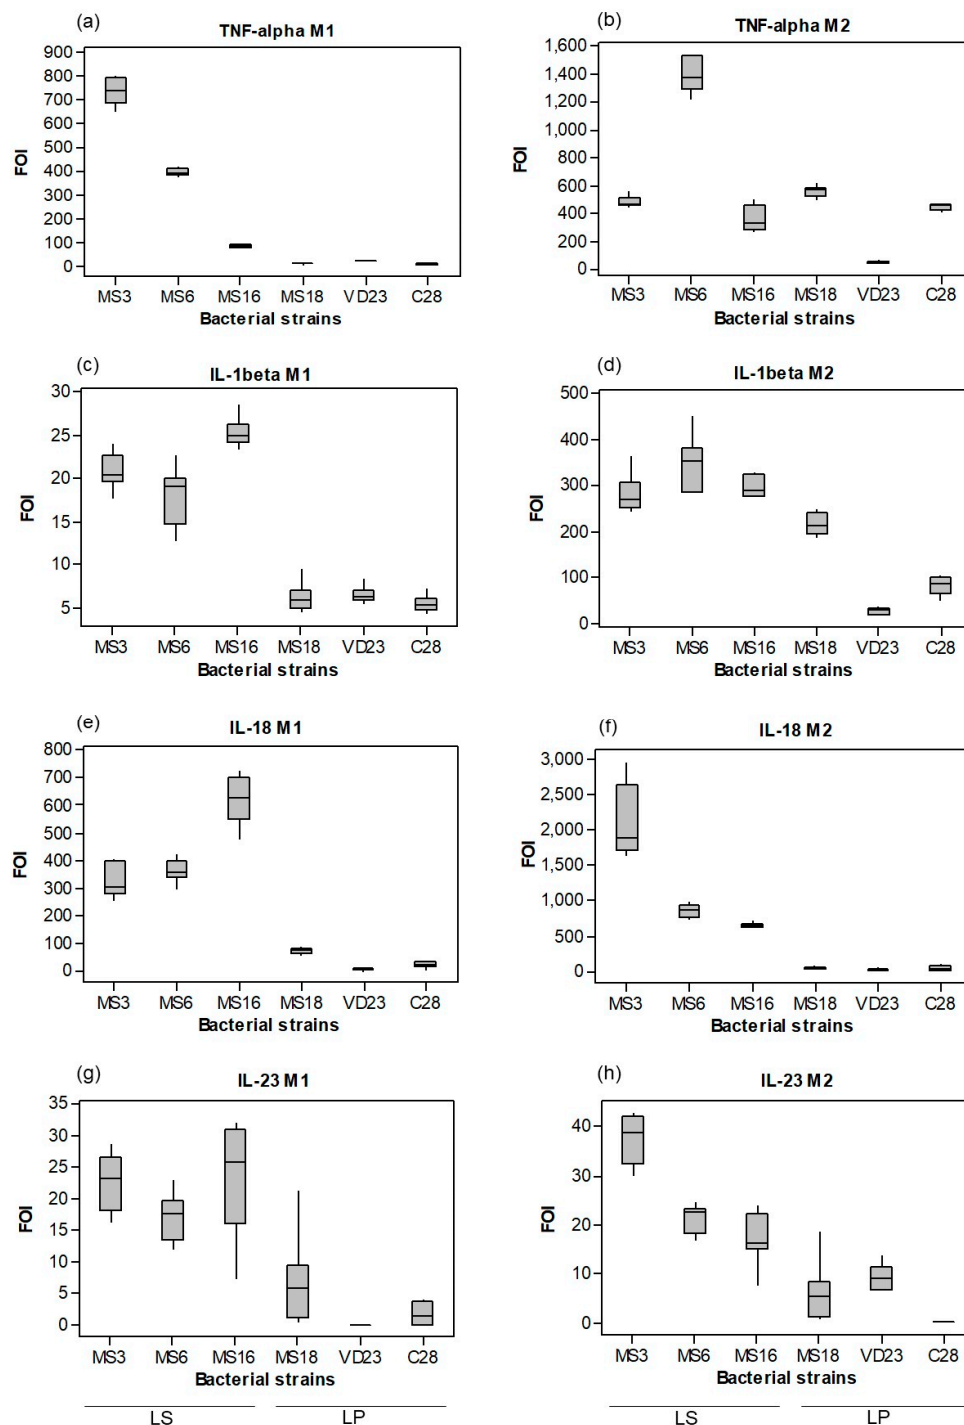 (a)
TNF-alpha M1
900
800
700
600
500
400
300
200
100
0
FOI
MS3 MS6 MS16 MS18 VD23 C28
Bacterial strains
(b)
TNF-alpha M2
1,600
1,400
1,200
1,000
800
600
400
200
0
FOI
MS3 MS6 MS16 MS18 VD23 C28
Bacterial strains
(c)
IL-1beta M1
30
25
20
15
10
5
FOI
MS3 MS6 MS16 MS18 VD23 C28
Bacterial strains
(d)
IL-1beta M2
500
400
300
200
100
0
FOI
MS3 MS6 MS16 MS18 VD23 C28
Bacterial strains
(e)
IL-18 M1
800
700
600
500
400
300
200
100
0
FOI
MS3 MS6 MS16 MS18 VD23 C28
Bacterial strains
(f)
IL-18 M2
3,000
2,500
2,000
1,500
1,000
500
0
FOI
MS3 MS6 MS16 MS18 VD23 C28
Bacterial strains
(g)
IL-23 M1
35
30
25
20
15
10
5
0
FOI
MS3 MS6 MS16 MS18 VD23 C28
Bacterial strains
LS LP
(h)
IL-23 M2
40
30
20
10
0
FOI
MS3 MS6 MS16 MS18 VD23 C28
Bacterial strains
LS LP